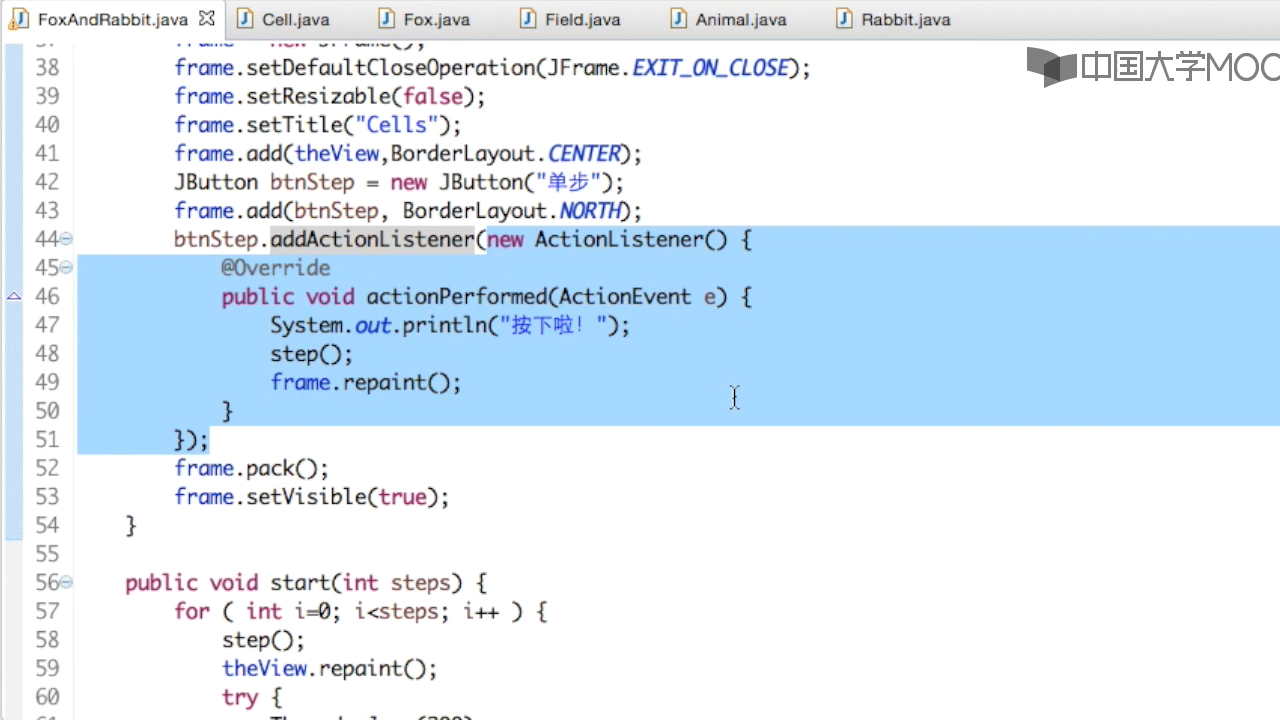 FoxAndRabbit.java Cell.java Fox.java Field.java Animal.java Rabbit.java
中国大学MOO
37 frame = new JFrame();
38 frame.setDefaultCloseOperation(JFrame.EXIT_ON_CLOSE);
39 frame.setResizable(false);
40 frame.setTitle("Cells");
41 frame.add(theView,BorderLayout.CENTER);
42 JButton btnStep = new JButton("单步");
43 frame.add(btnStep, BorderLayout.NORTH);
44 btnStep.addActionListener(new ActionListener() {
45 @Override
46 public void actionPerformed(ActionEvent e) {
47 System.out.println("按下啦！");
48 step();
49 frame.repaint();
50 }
51 });
52 frame.pack();
53 frame.setVisible(true);
54 }
55
56 public void start(int steps) {
57 for ( int i=0; i<steps; i++ ) {
58 step();
59 theView.repaint();
60 try {